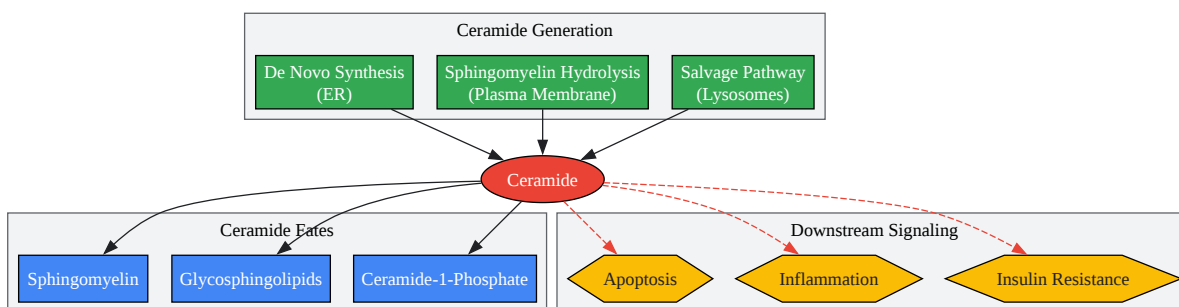 Ceramide Generation
De Novo Synthesis
(ER)
Sphingomyelin Hydrolysis
(Plasma Membrane)
Salvage Pathway
(Lysosomes)
Ceramide
Ceramide Fates
Sphingomyelin
Glycosphingolipids
Ceramide-1-Phosphate
Downstream Signaling
Apoptosis
Inflammation
Insulin Resistance